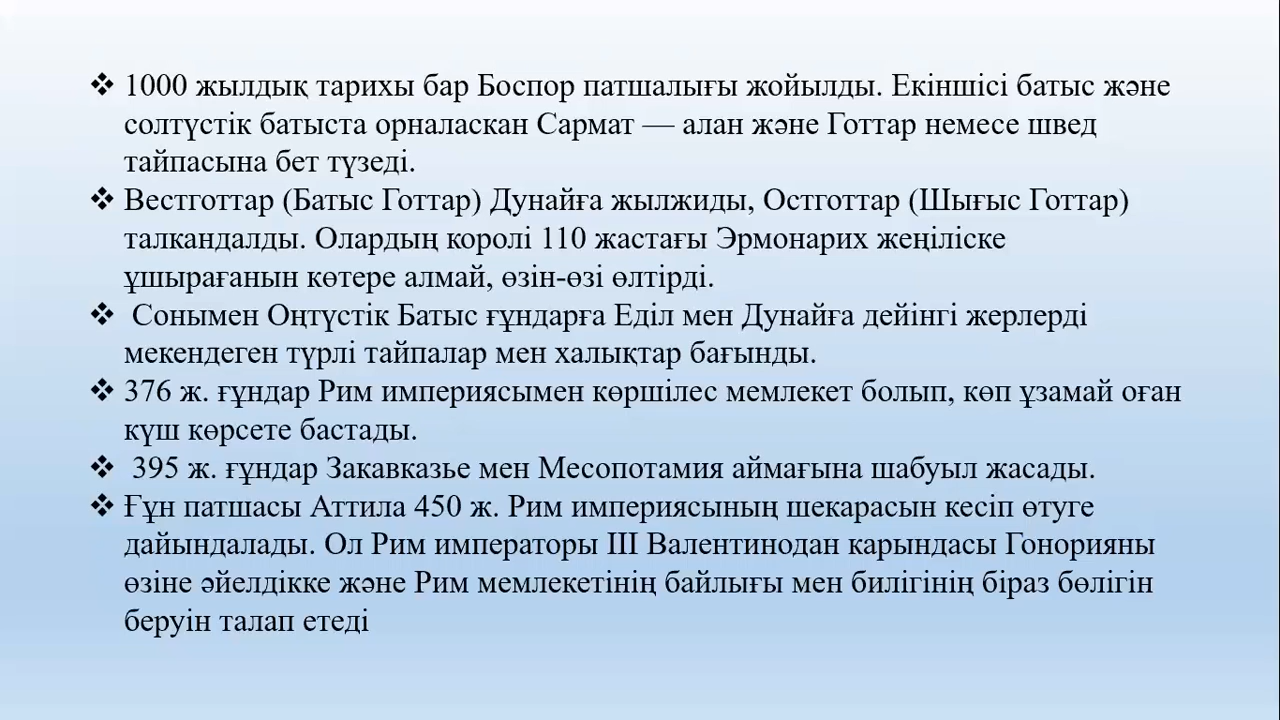 ❖ 1000 жылдық тарихы бар Боспор патшалығы жойылды. Екіншісі батыс және
солтүстік батыста орналаскан Сармат — алан және Готтар немесе швед
тайпасына бет түзеді.
❖ Вестготтар (Батыс Готтар) Дунайға жылжиды, Остготтар (Шығыс Готтар)
талкандалды. Олардың королі 110 жастағы Эрмонарих жеңіліске
ұшырағанын көтере алмай, өзін-өзі өлтірді.
❖ Сонымен Оңтүстік Батыс ғұндарға Еділ мен Дунайға дейінгі жерлерді
мекендеген түрлі тайпалар мен халықтар бағынды.
❖ 376 ж. ғұндар Рим империясымен көршілес мемлекет болып, көп ұзамай оған
күш көрсете бастады.
❖ 395 ж. ғұндар Закавказье мен Месопотамия аймағына шабуыл жасады.
❖ Ғұн патшасы Аттила 450 ж. Рим империясының шекарасын кесіп өтуге
дайындалады. Ол Рим императоры III Валентинодан карындасы Гонорияны
өзіне әйелдікке және Рим мемлекетінің байлығы мен билігінің біраз бөлігін
беруін талап етеді